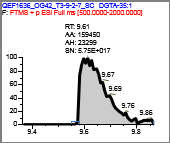 QEF1636_OG42_T3-9-2-7_SC DGTA-35:1
F: FTMS + p ESI Full ms [500.0000-2000.0000]
RT: 9.61
AA: 159450
AH: 23299
SN: 5.75E+017
100
80
60
40
20
0
9.67
9.69
9.76
9.86
9.4
9.6
9.8